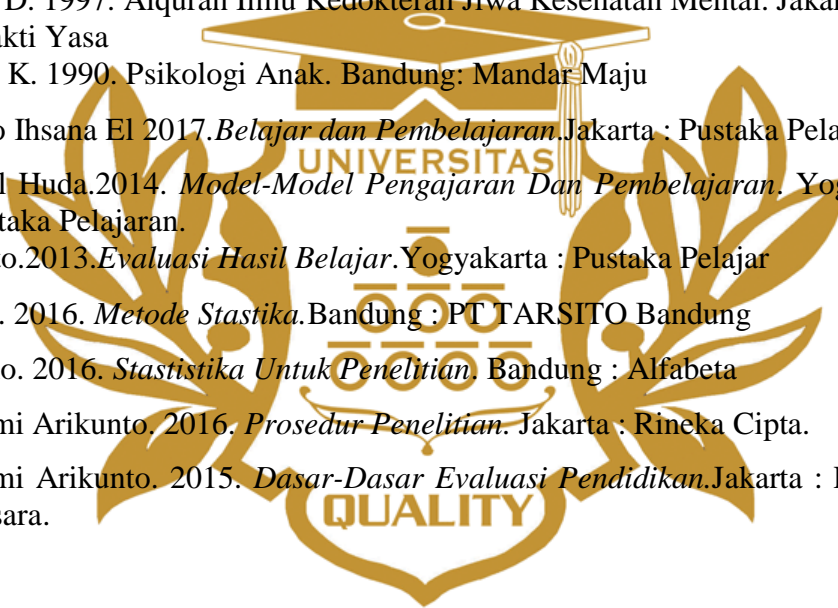 D. 1997. Alquran Ilmu Kedokteran Jiwa Kesehatan Mental. Jakar
akti Yasa
K. 1990. Psikologi Anak. Bandung: Mandar Maju
o Ihsana El 2017.Belajar dan Pembelajaran.Jakarta : Pustaka Pela
UNIVERSITAS
l Huda.2014. Model-Model Pengajaran Dan Pembelajaran. Yog
taka Pelajaran.
to.2013.Evaluasi Hasil Belajar.Yogyakarta : Pustaka Pelajar
. 2016. Metode Stastika.Bandung : PT TARSITO Bandung
o. 2016. Stastistika Untuk Penelitian. Bandung : Alfabeta
mi Arikunto. 2016. Prosedur Penelitian. Jakarta : Rineka Cipta.
mi Arikunto. 2015. Dasar-Dasar Evaluasi Pendidikan.Jakarta :
QUALITY
sara.